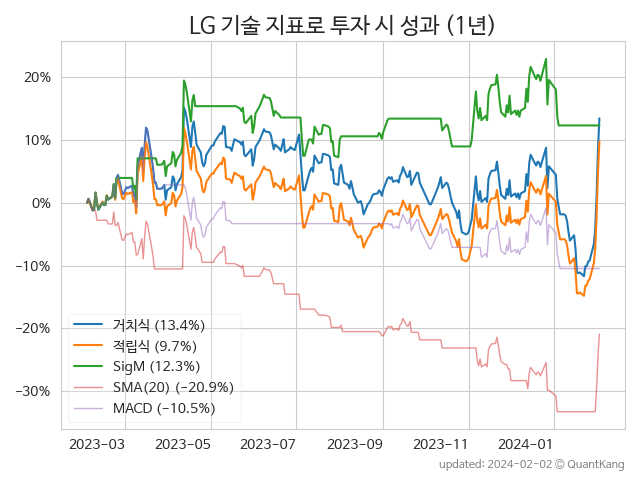 LG 기술 지표로 투자 시 성과 (1년)
20%
10%
0%
−10%
−20%
−30%
거치식 (13.4%)
적립식 (9.7%)
SigM (12.3%)
SMA(20) (−20.9%)
MACD (−10.5%)
2023-03
2023-05
2023-07
2023-09
2023-11
2024-01
updated: 2024-02-02 © QuantKang